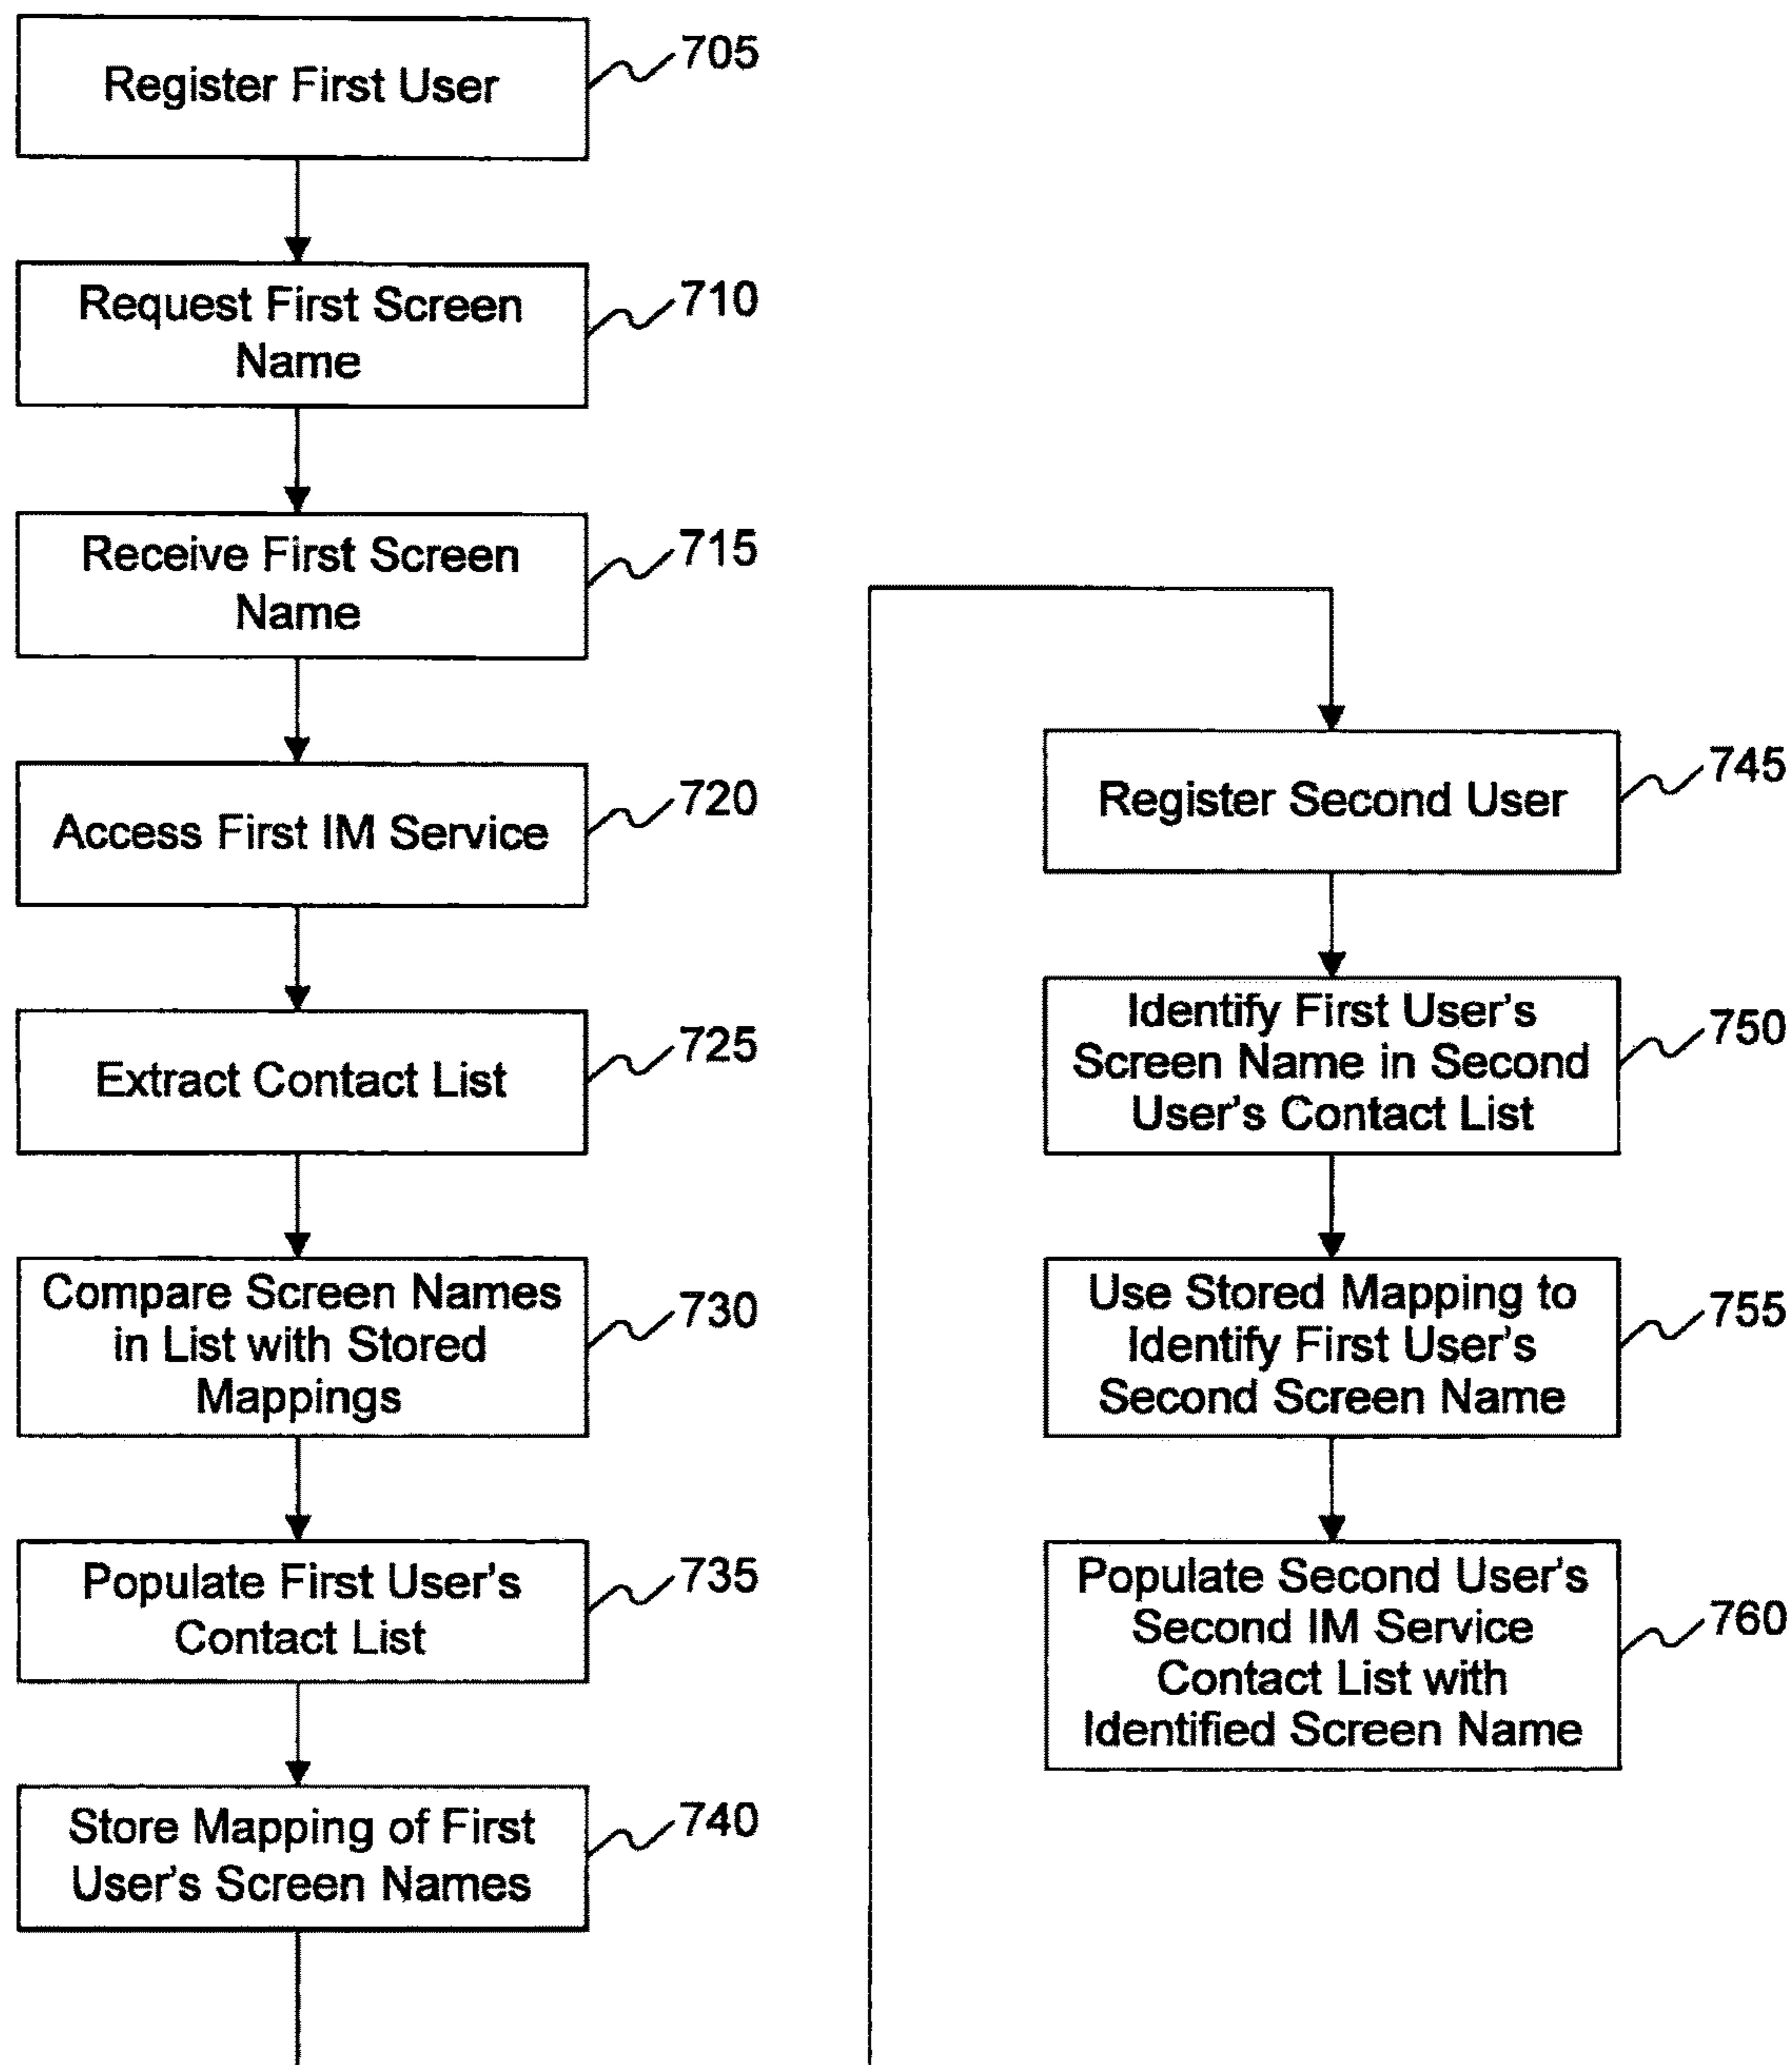 Register First User
705
Request First Screen
Name
710
Receive First Screen
Name
715
Access First IM Service
720
Extract Contact List
725
Compare Screen Names
in List with Stored
Mappings
730
Populate First User's
Contact List
735
Store Mapping of First
User's Screen Names
740
Register Second User
745
Identify First User's
Screen Name in Second
User's Contact List
750
Use Stored Mapping to
Identify First User's
Second Screen Name
755
Populate Second User's
Second IM Service
Contact List with
Identified Screen Name
760